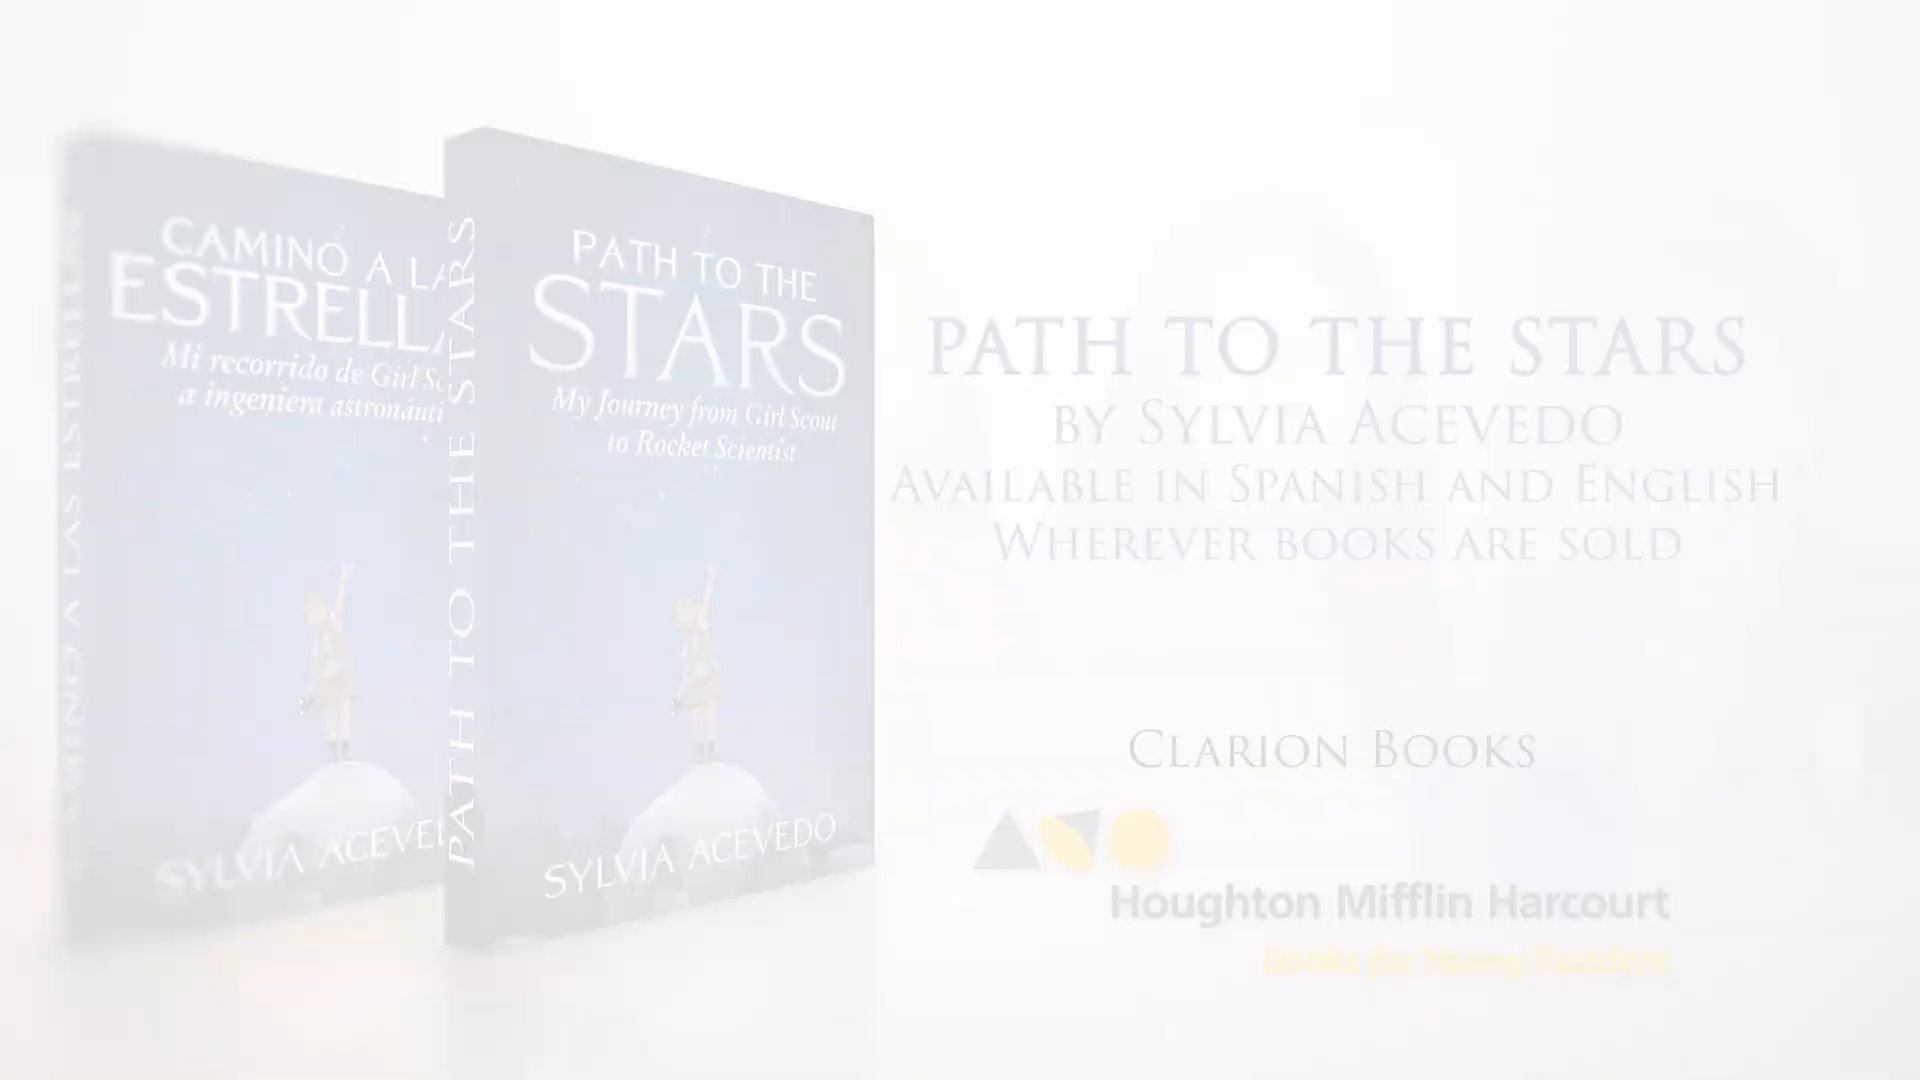 CAMINO A LA
ESTRELLA
Mi recorrido de Girl Sc
a ingeniera astronáuti
SYLVIA ACEVED
CAMINO A LAS ESTRELLAS
PATH TO THE STARS
PATH TO THE
STARS
My Journey from Girl Scout
to Rocket Scientist
SYLVIA ACEVEDO
PATH TO THE STARS
BY SYLVIA ACEVEDO
AVAILABLE IN SPANISH AND ENGLISH
WHEREVER BOOKS ARE SOLD
CLARION BOOKS
Houghton Mifflin Harcourt
Books for Young Readers